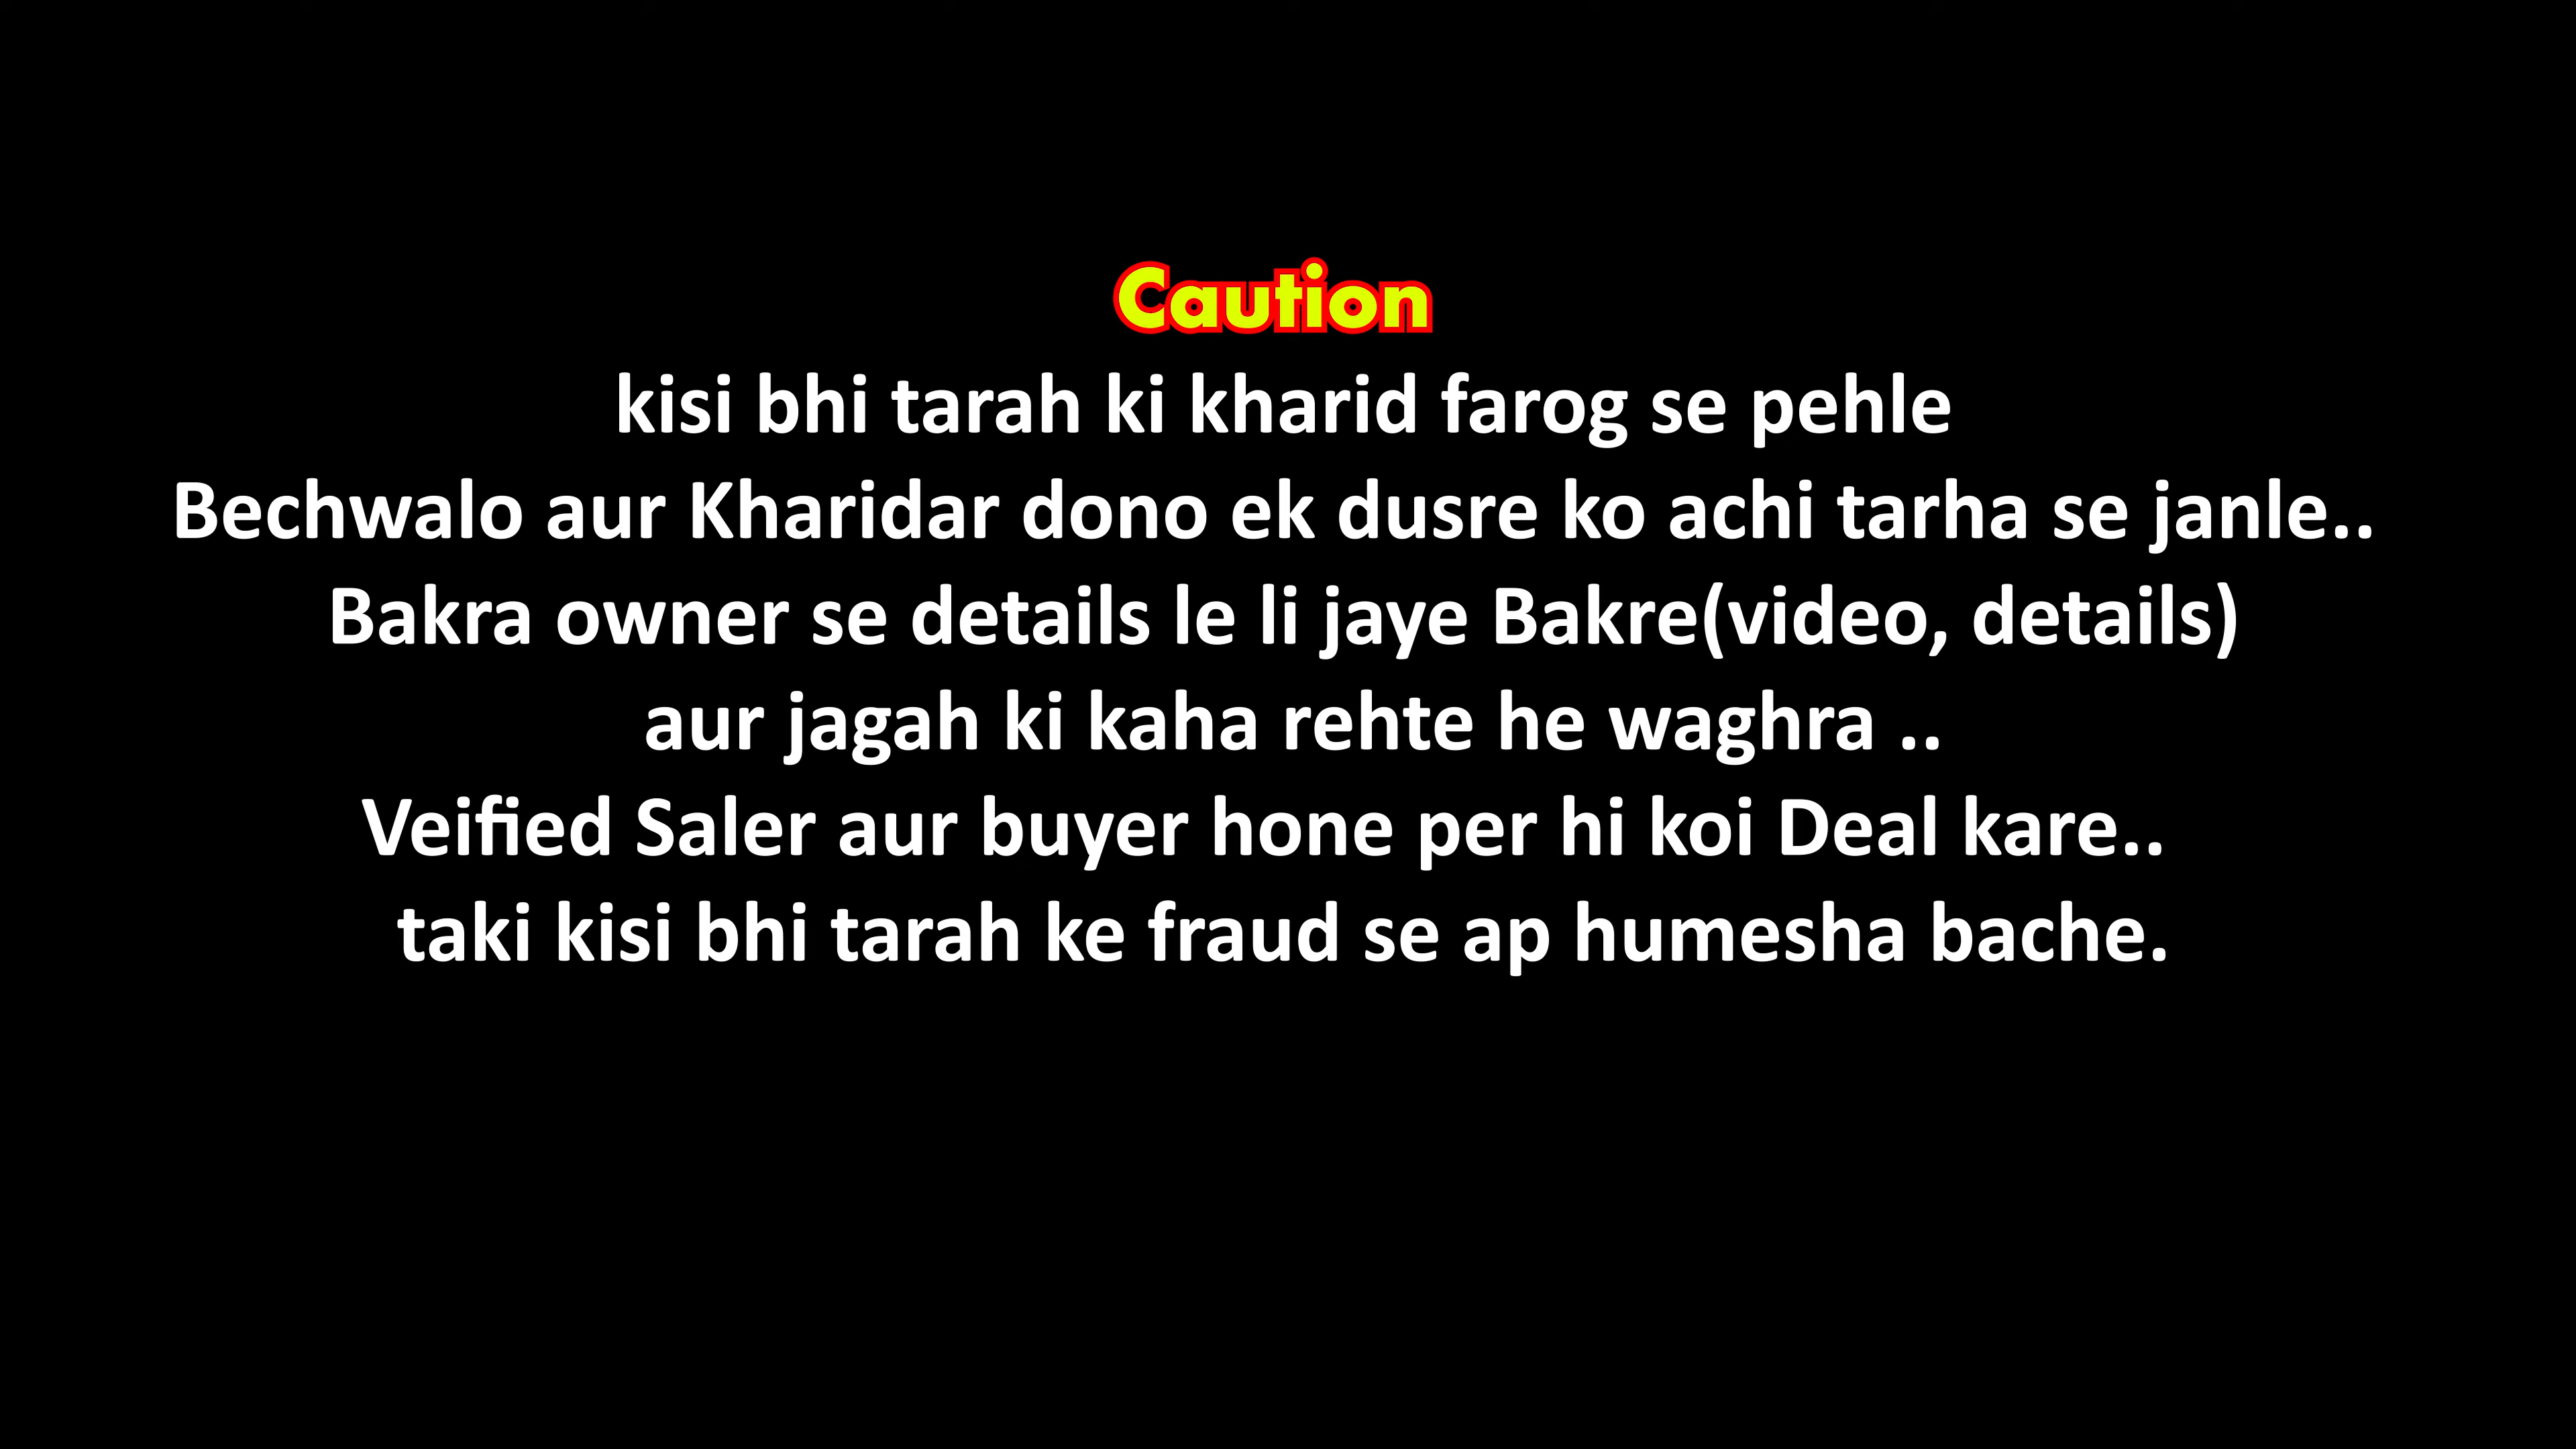 Caution
kisi bhi tarah ki kharid farog se pehle
Bechwalo aur Kharidar dono ek dusre ko achi tarha se janle..
Bakra owner se details le li jaye Bakre(video, details)
aur jagah ki kaha rehte he waghra ..
Veified Saler aur buyer hone per hi koi Deal kare..
taki kisi bhi tarah ke fraud se ap humesha bache.